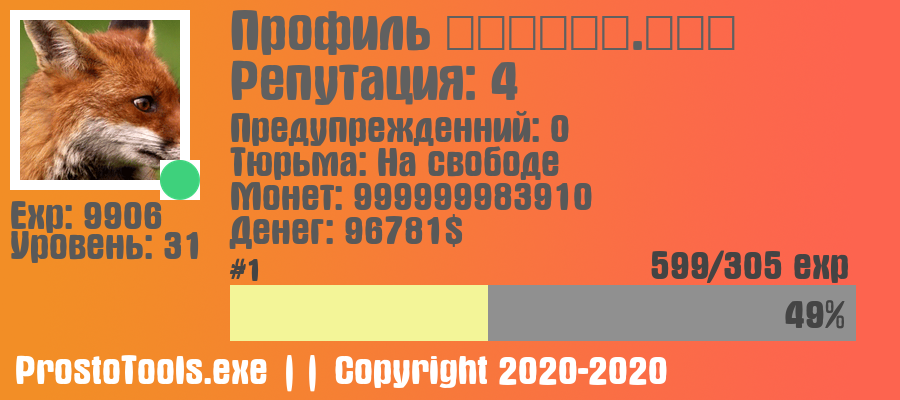 Профиль □□□□□□.□□□
Репутация: 4
Предупрежденний: 0
Тюрьма: На свободе
Монет: 999999983910
Денег: 96781$
Exp: 9906
Уровень: 31
#1
599/305 exp
49%
ProstoTools.exe || Copyright 2020-2020